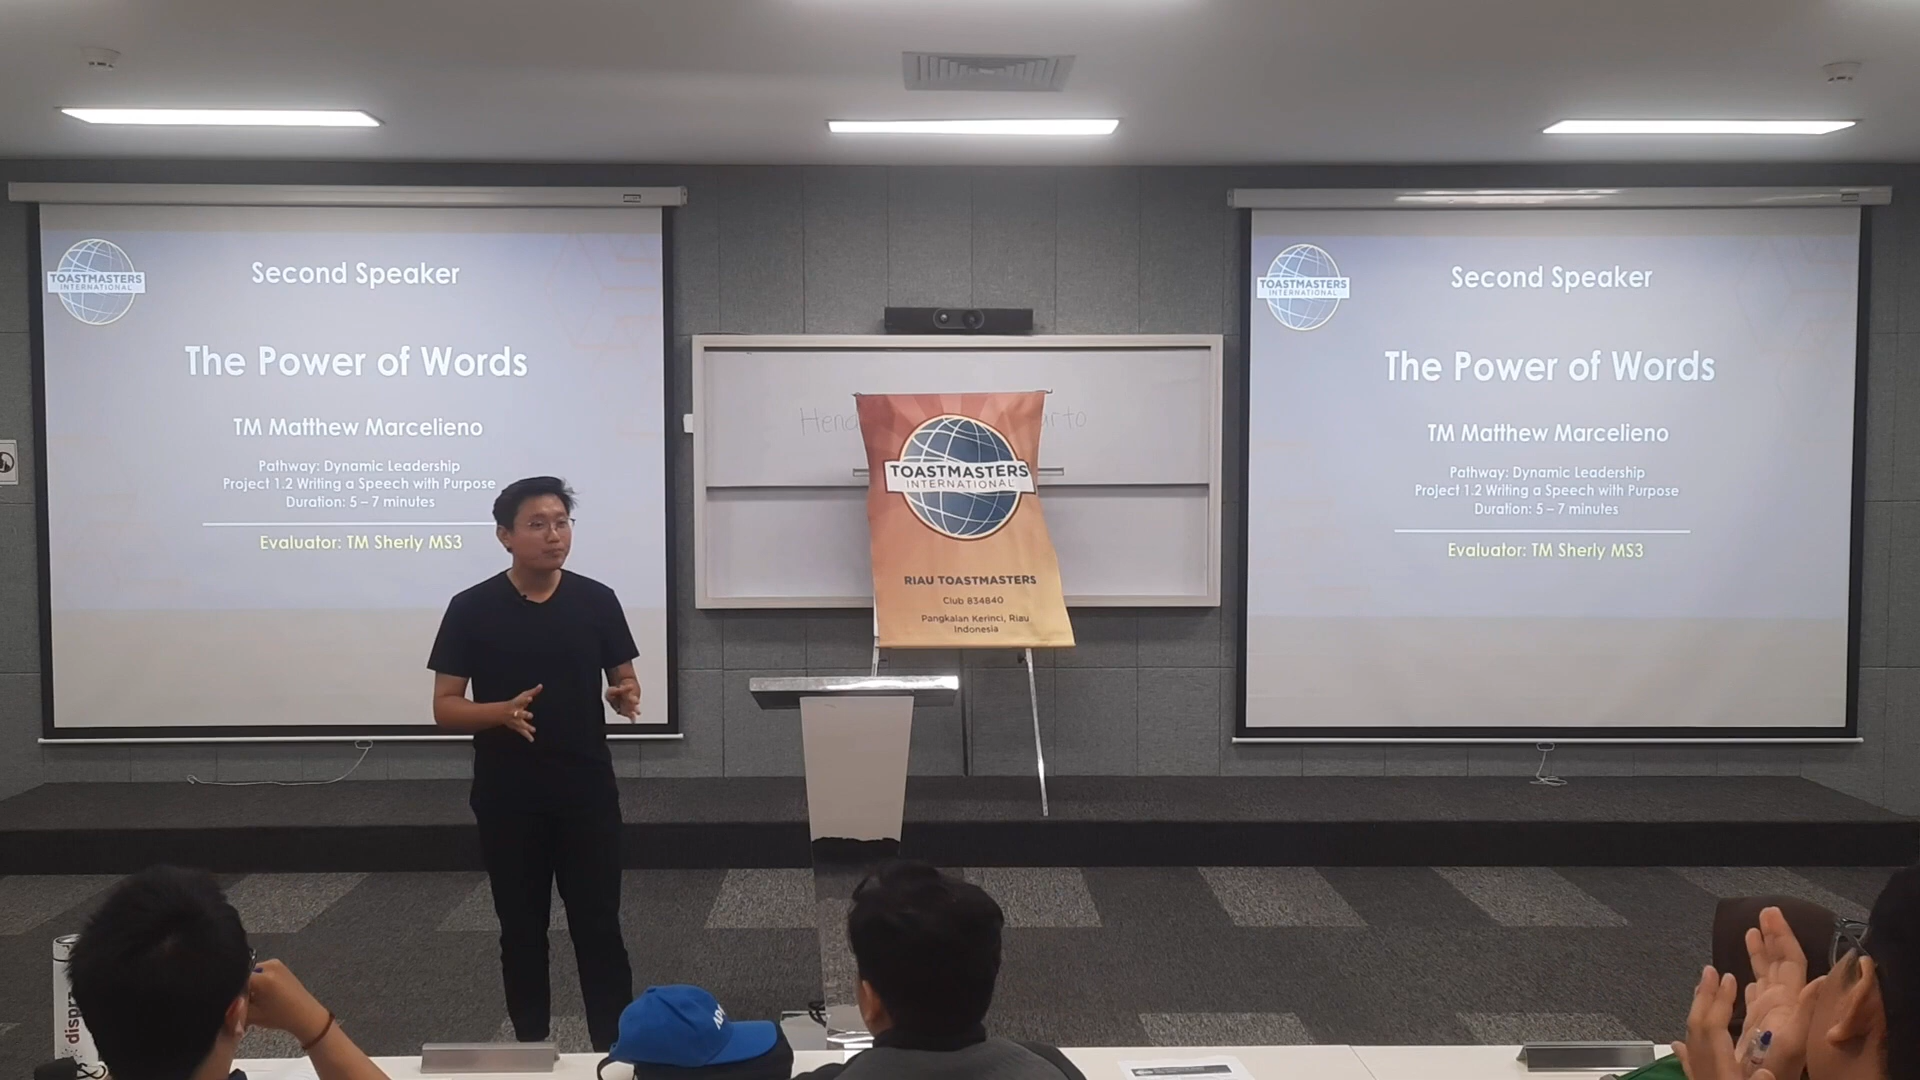 TOASTMASTERS
INTERNATIONAL
Second Speaker
The Power of Words
TM Matthew Marcelieno
Pathway: Dynamic Leadership
Project 1.2 Writing a Speech with Purpose
Duration: 5 – 7 minutes
Evaluator: TM Sherly MS3
TOASTMASTERS
INTERNATIONAL
RIAU TOASTMASTERS
Club 834840
Pangkalan Kerinci, Riau
Indonesia
TOASTMASTERS
INTERNATIONAL
Second Speaker
The Power of Words
TM Matthew Marcelieno
Pathway: Dynamic Leadership
Project 1.2 Writing a Speech with Purpose
Duration: 5 – 7 minutes
Evaluator: TM Sherly MS3